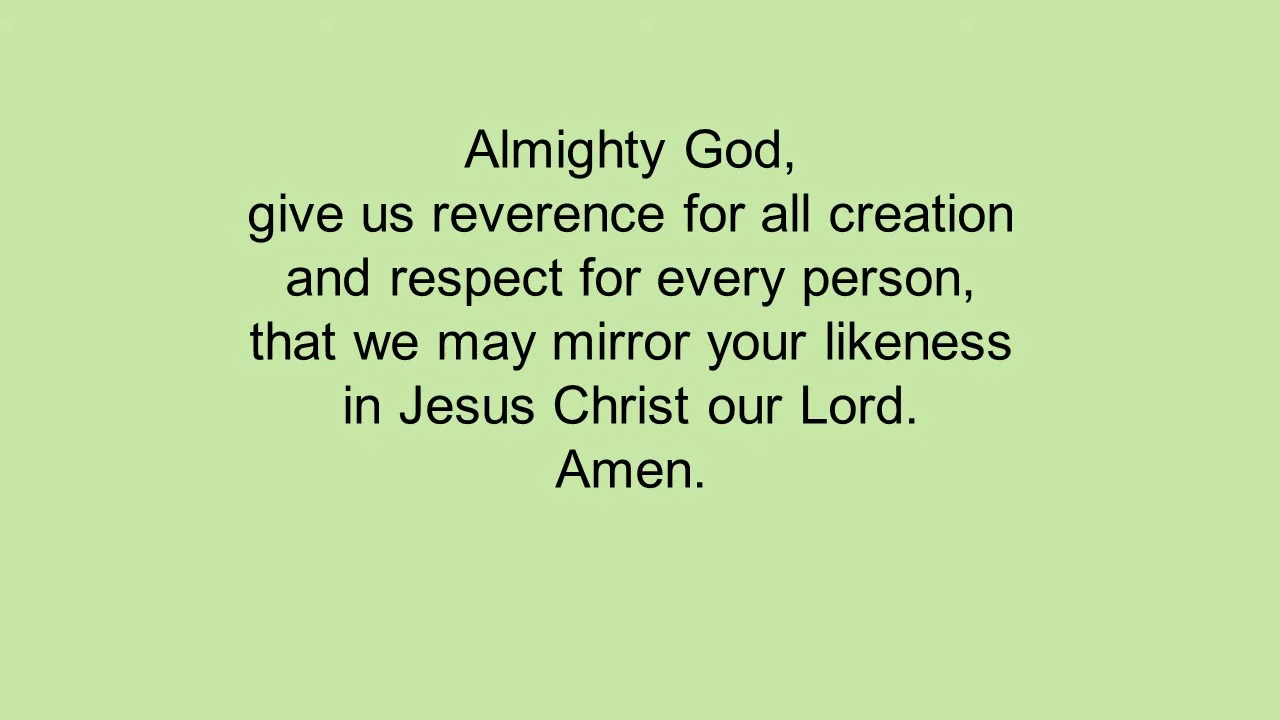 Almighty God,
give us reverence for all creation
and respect for every person,
that we may mirror your likeness
in Jesus Christ our Lord.
Amen.